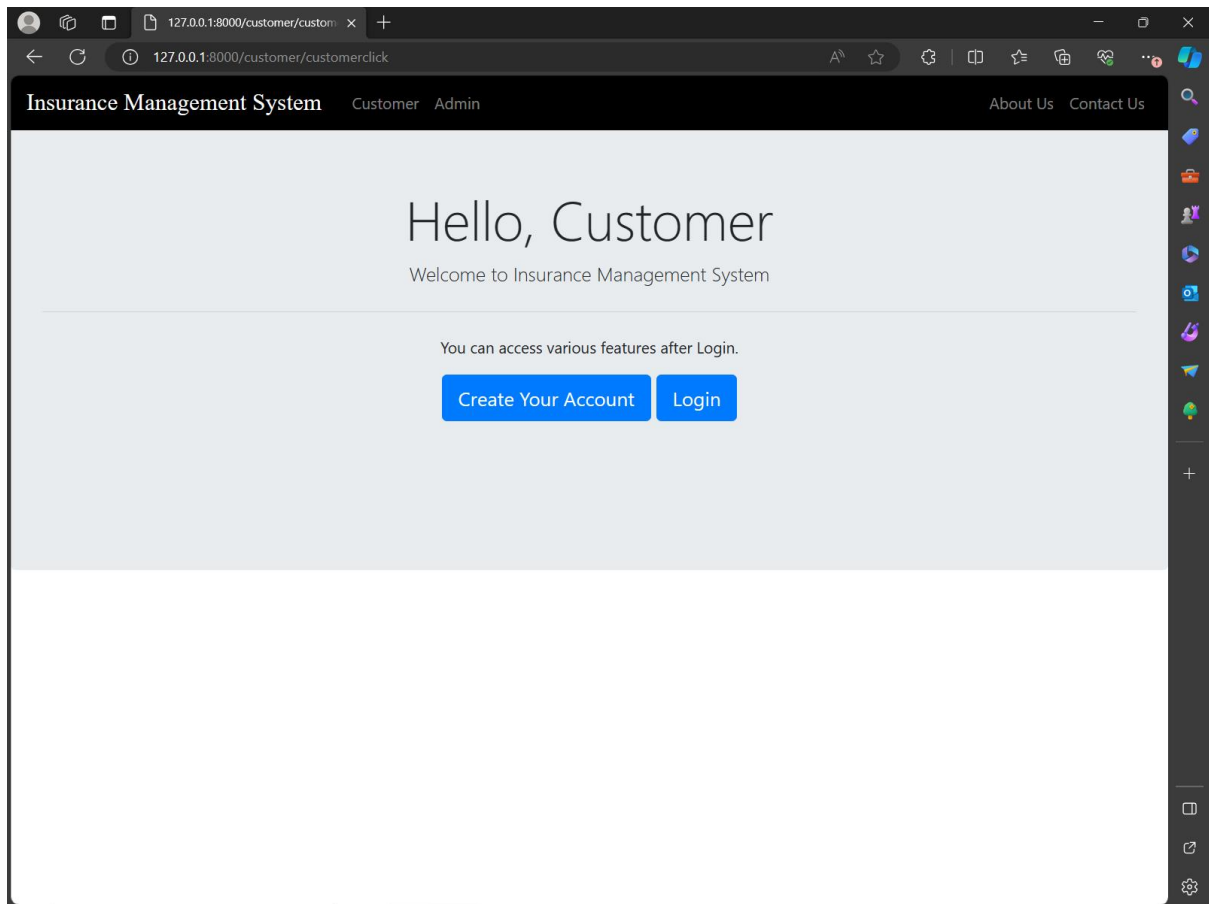 127.0.0.1:8000/customer/custom
127.0.0.1:8000/customer/customerclick
Insurance Management System Customer Admin About Us Contact Us
Hello, Customer
Welcome to Insurance Management System
You can access various features after Login.
Create Your Account Login